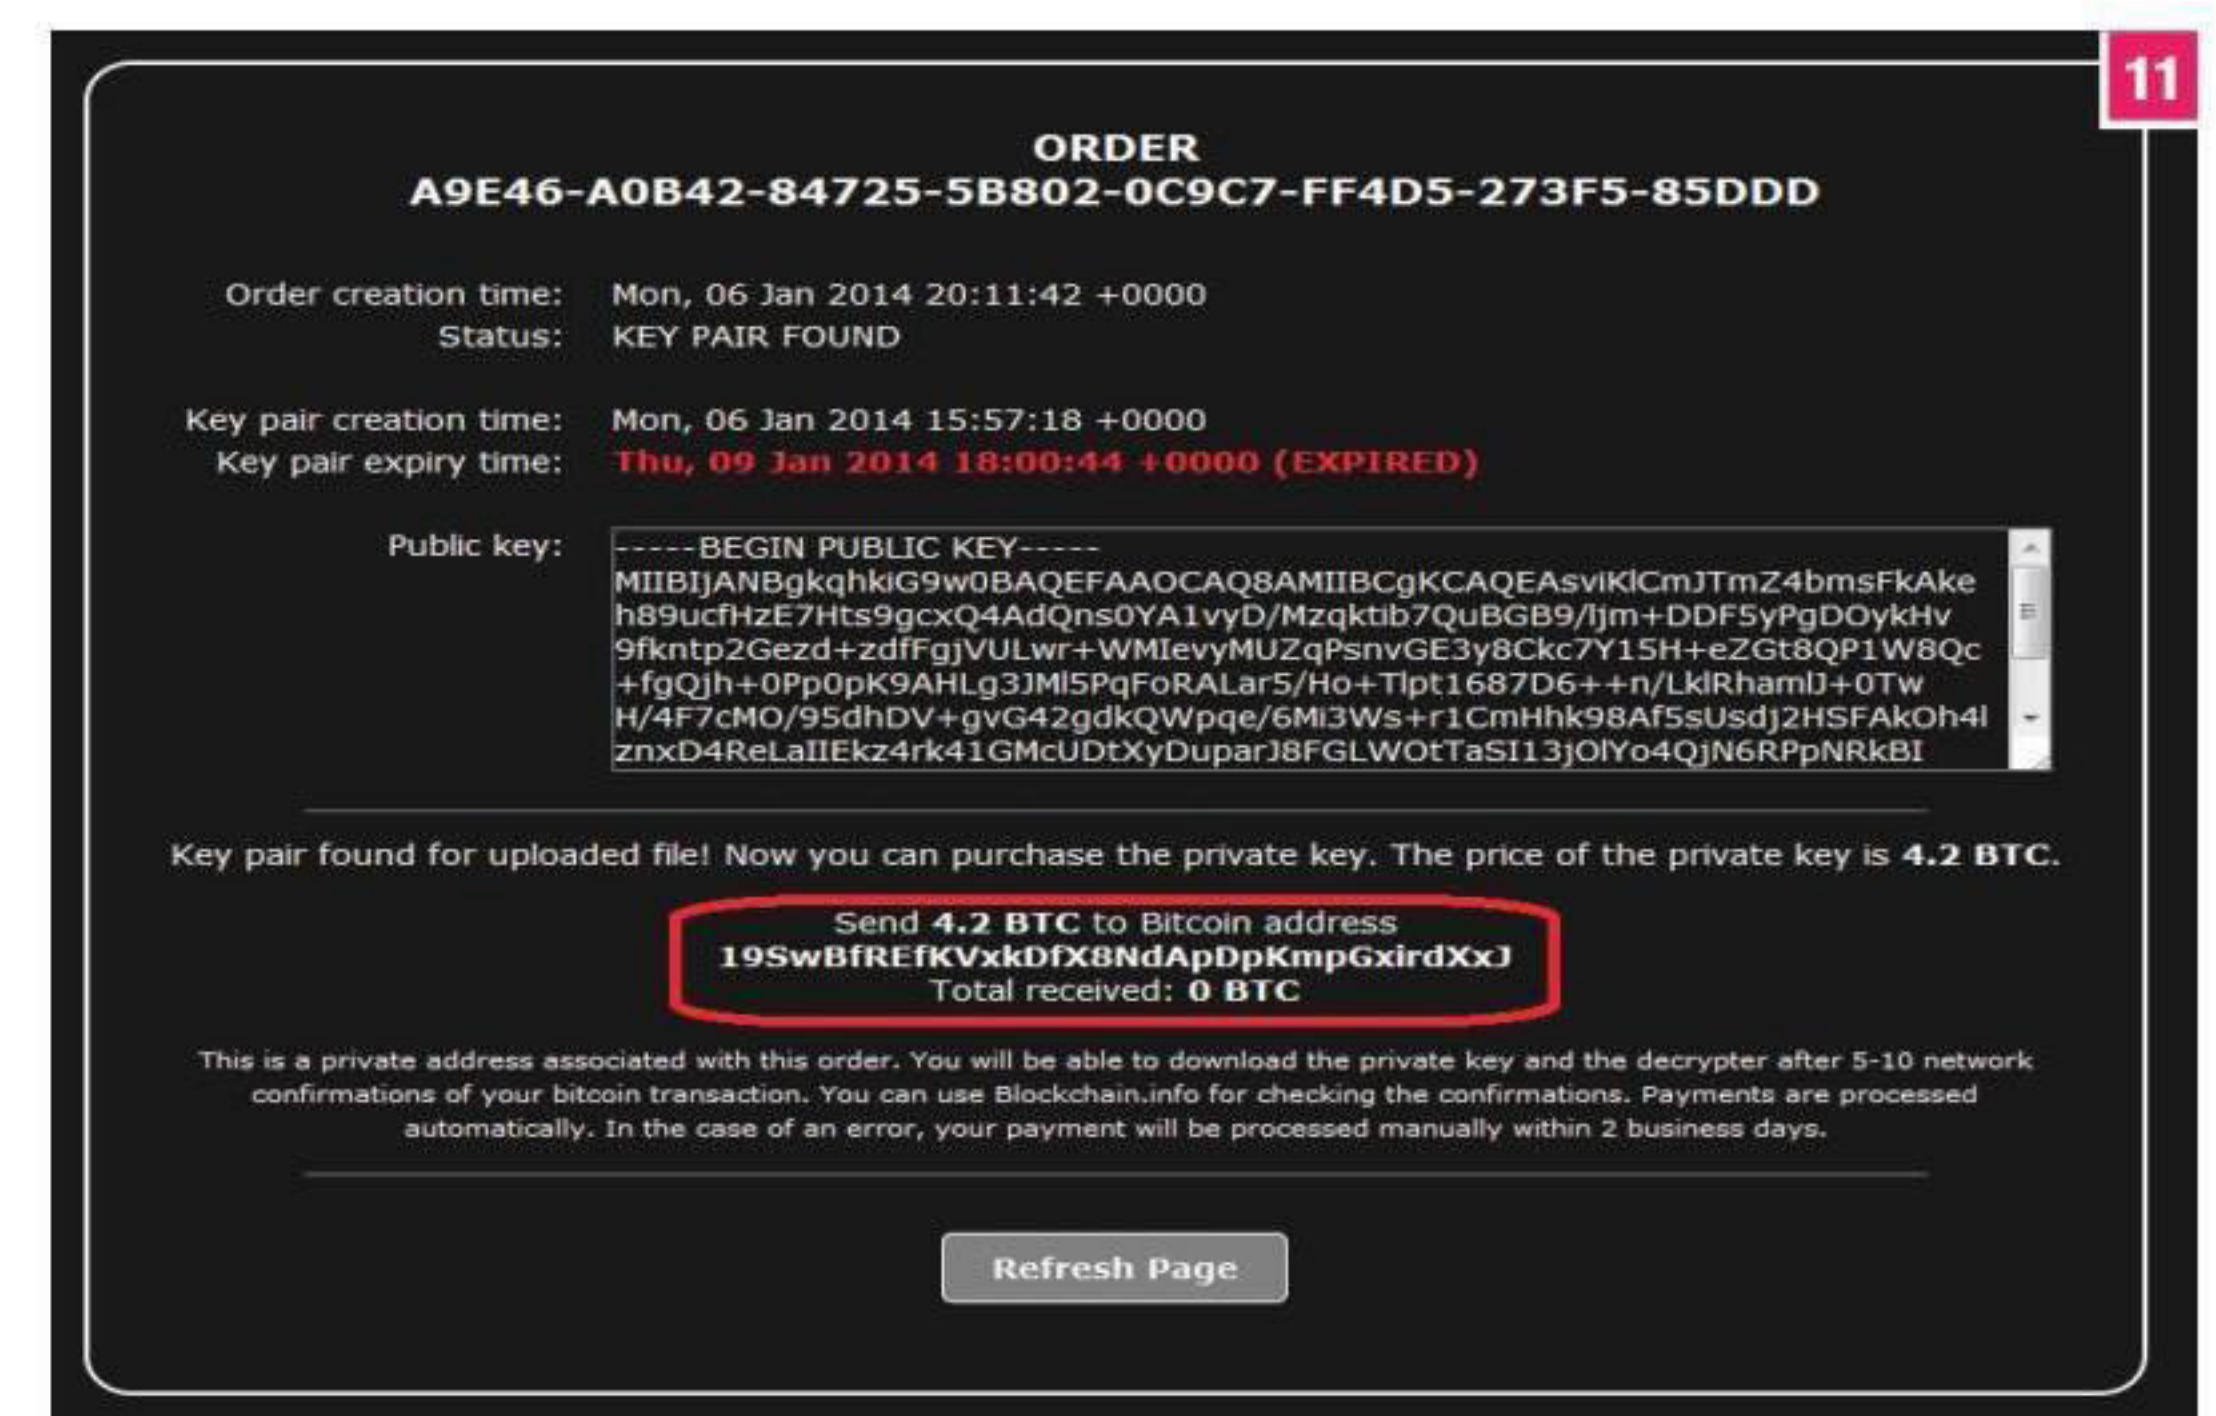 11
ORDER
A9E46-A0B42-84725-5B802-0C9C7-FF4D5-273F5-85DDD
Order creation time: Mon, 06 Jan 2014 20:11:42 +0000
Status: KEY PAIR FOUND
Key pair creation time: Mon, 06 Jan 2014 15:57:18 +0000
Key pair expiry time: Thu, 09 Jan 2014 18:00:44 +0000 (EXPIRED)
Public key: -----BEGIN PUBLIC KEY-----
MIIBIjANBgkqhkiG9w0BAQEFAAOCAQ8AMIIBCgKCAQEAsviKlCmJTmZ4bmsFkAke
h89ucfHzE7Hts9gcxQ4AdQns0YA1vyD/Mzqktib7QuBGB9/ljm+DDF5yPgDOykHv
9fkntp2Gezd+zdfFgjVULwr+WMIevyMUZqPsnvGE3y8Ckc7Y15H+eZGt8QP1W8Qc
+fgQjh+0Pp0pK9AHLg3JMl5PqFoRALar5/Ho+Tlpt1687D6++n/LklRhamlJ+0Tw
H/4F7cMO/95dhDV+gvG42gdkQWpqe/6Mi3Ws+r1CmHhk98Af5sUsdj2HSFAkOh4l
znxD4ReLaIIEkz4rk41GMcUDtXyDuparJ8FGLWOtTaSI13jOlYo4QjN6RPpNRkBI
Key pair found for uploaded file! Now you can purchase the private key. The price of the private key is 4.2 BTC.
Send 4.2 BTC to Bitcoin address
19SwBfREfKVxkDfX8NdApDpKmpGxirdXxJ
Total received: 0 BTC
This is a private address associated with this order. You will be able to download the private key and the decrypter after 5-10 network
confirmations of your bitcoin transaction. You can use Blockchain.info for checking the confirmations. Payments are processed
automatically. In the case of an error, your payment will be processed manually within 2 business days.
Refresh Page